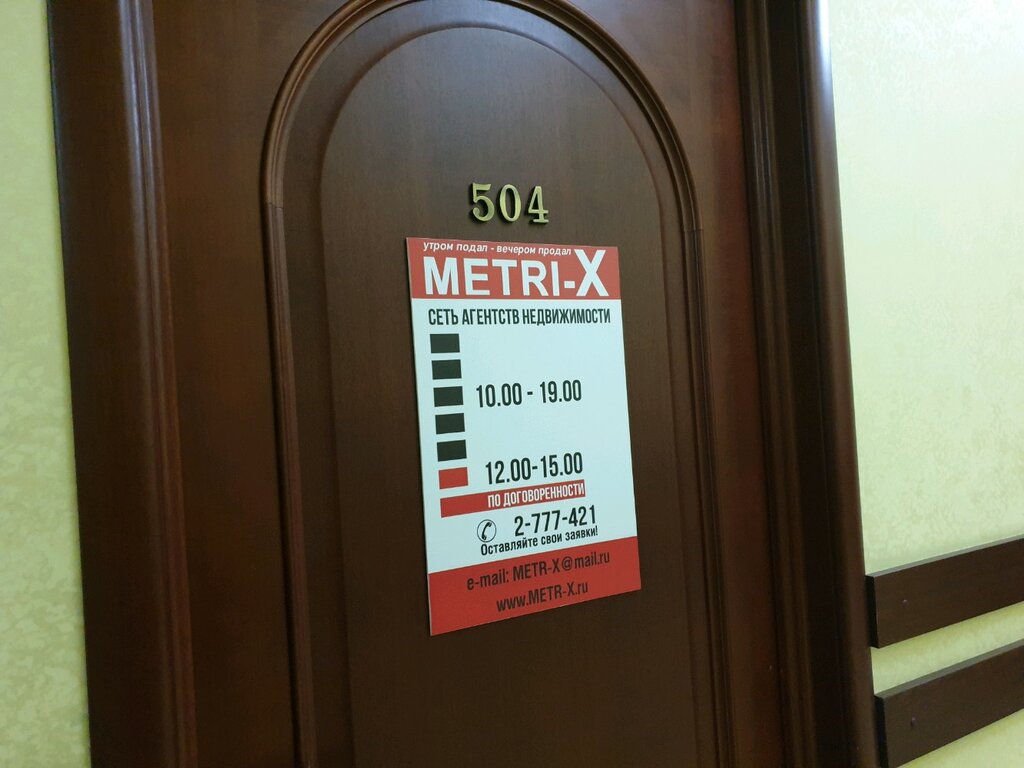 504
утром подал - вечером продал
METRI-X
СЕТЬ АГЕНТСТВ НЕДВИЖИМОСТИ
10.00 - 19.00
12.00-15.00
ПО ДОГОВОРЕННОСТИ
2-777-421
Оставляйте свои заявки!
e-mail: METR-X@mail.ru
www.METR-X.ru